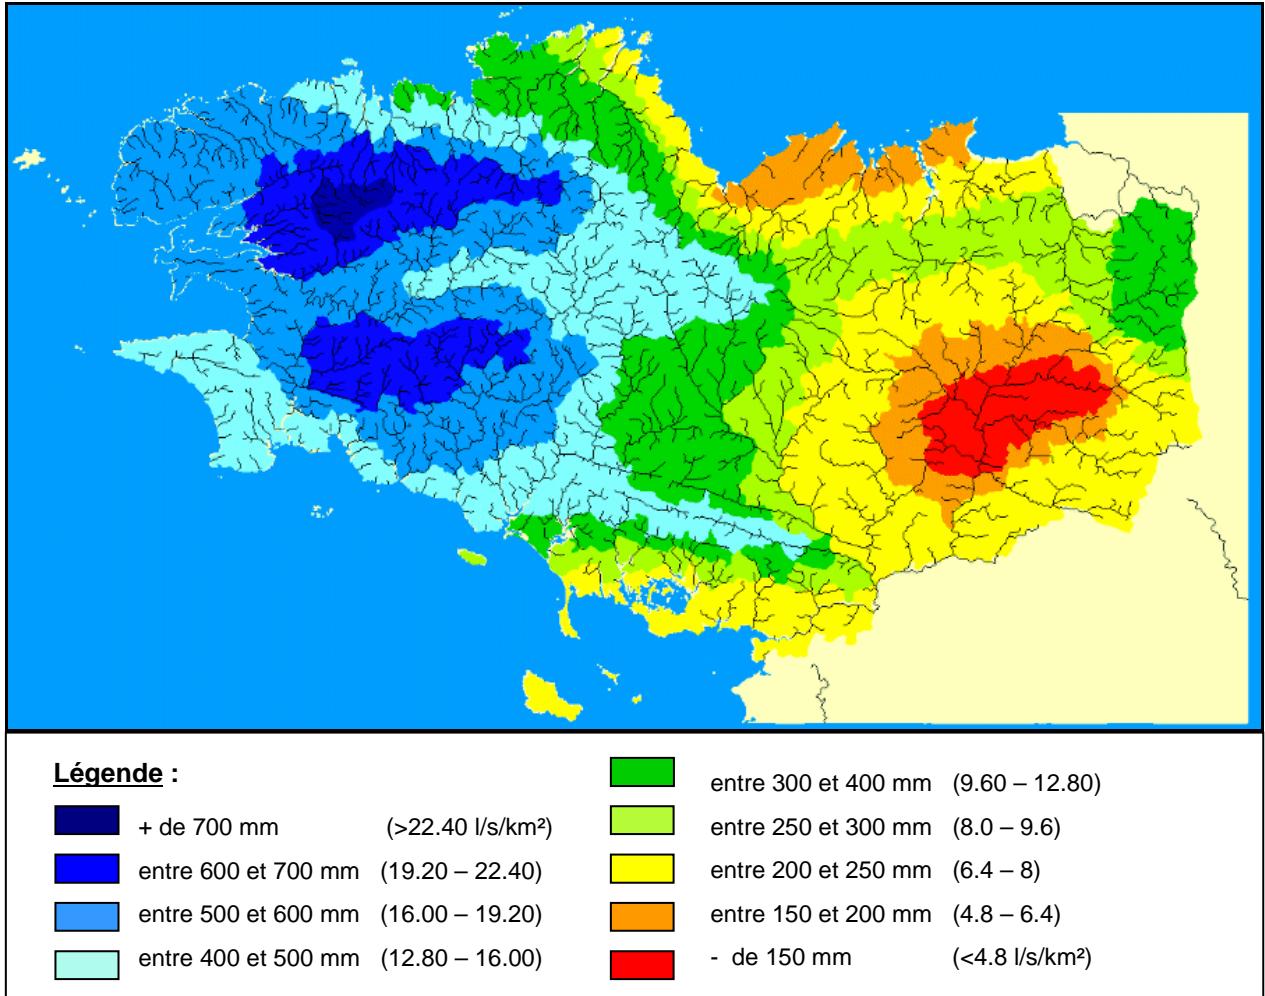 Légende :
+ de 700 mm (>22.40 l/s/km²)
entre 600 et 700 mm (19.20 – 22.40)
entre 500 et 600 mm (16.00 – 19.20)
entre 400 et 500 mm (12.80 – 16.00)
entre 300 et 400 mm (9.60 – 12.80)
entre 250 et 300 mm (8.0 – 9.6)
entre 200 et 250 mm (6.4 – 8)
entre 150 et 200 mm (4.8 – 6.4)
- de 150 mm (<4.8 l/s/km²)